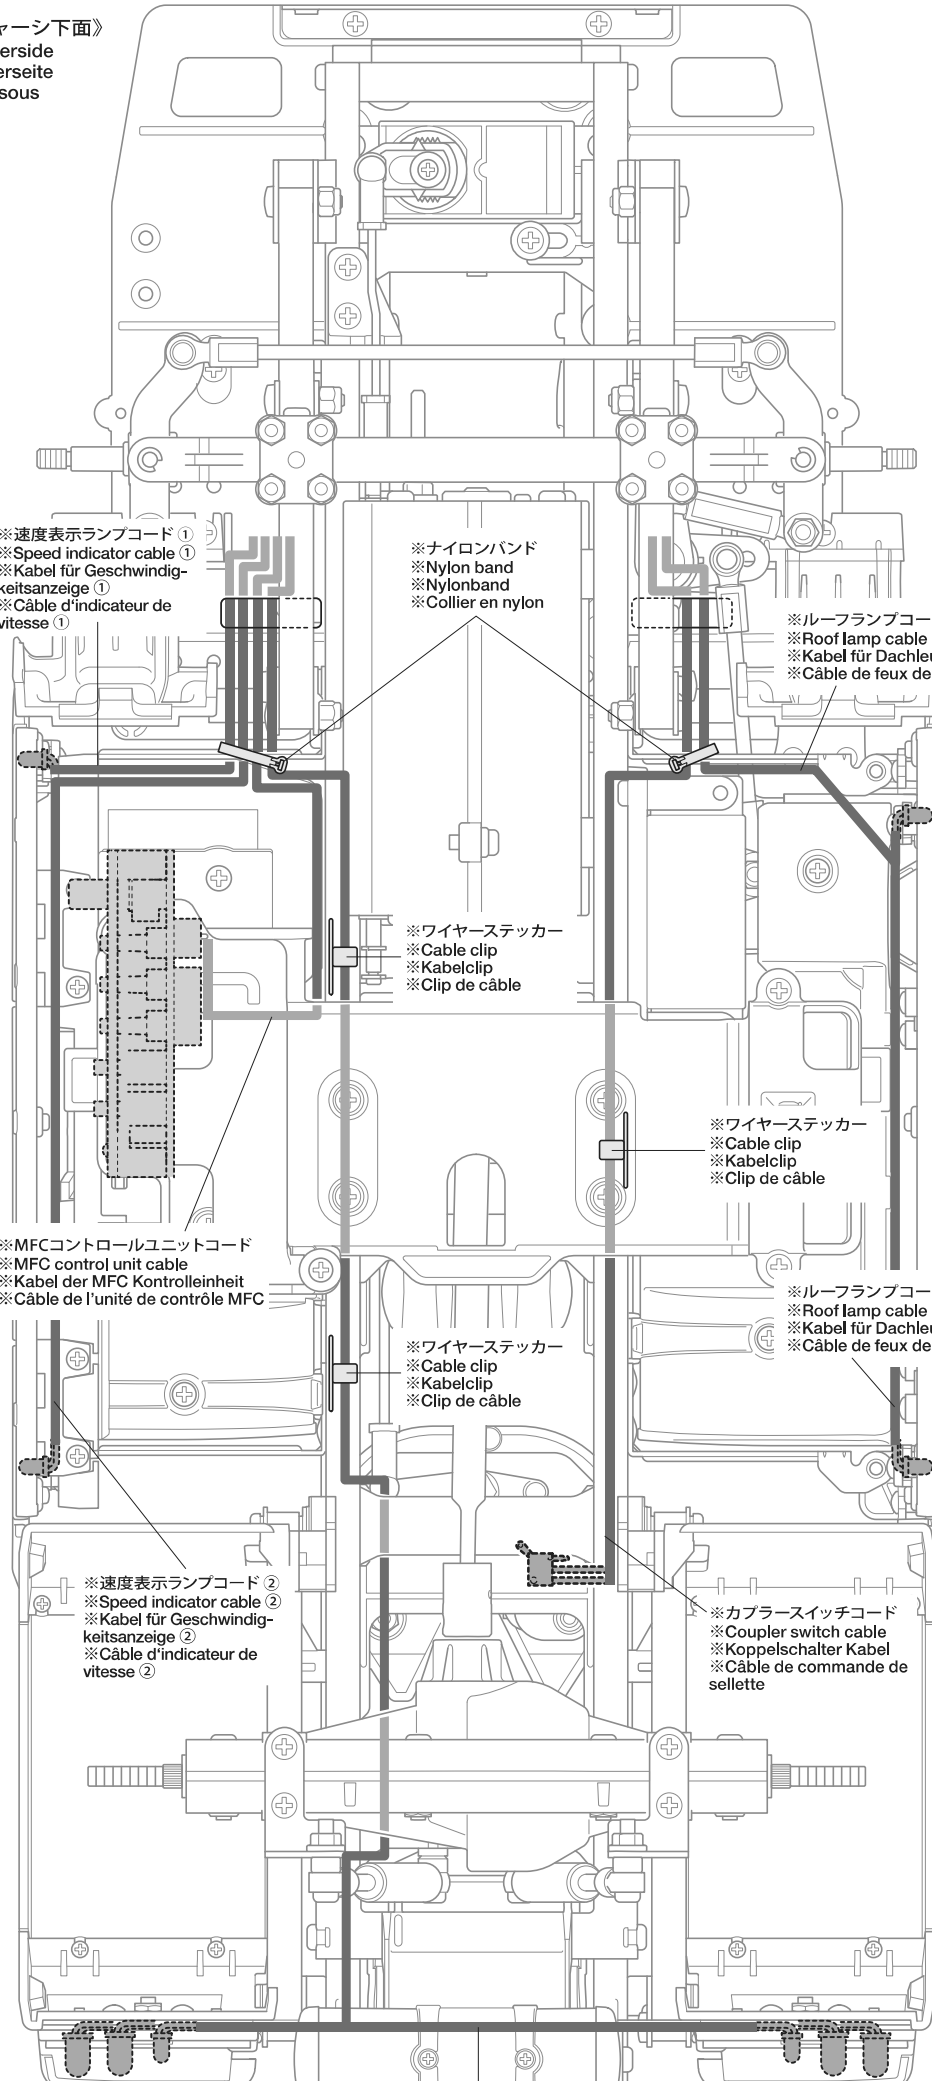 ャーシ下面》
erside
erseite
sous
※速度表示ランプコード ①
※Speed indicator cable ①
※Kabel für Geschwindig-
keitsanzeige ①
※Câble d'indicateur de
vitesse ①
※ナイロンバンド
※Nylon band
※Nylonband
※Collier en nylon
※ルーフランプコー
※Roof lamp cable
※Kabel für Dachleu
※Câble de feux de
※ワイヤーステッカー
※Cable clip
※Kabelclip
※Clip de câble
※ワイヤーステッカー
※Cable clip
※Kabelclip
※Clip de câble
※MFCコントロールユニットコード
※MFC control unit cable
※Kabel der MFC Kontrolleinheit
※Câble de l'unité de contrôle MFC
※ルーフランプコー
※Roof lamp cable
※Kabel für Dachleu
※Câble de feux de
※ワイヤーステッカー
※Cable clip
※Kabelclip
※Clip de câble
※速度表示ランプコード ②
※Speed indicator cable ②
※Kabel für Geschwindig-
keitsanzeige ②
※Câble d'indicateur de
vitesse ②
※カプラースイッチコード
※Coupler switch cable
※Koppelschalter Kabel
※Câble de commande de
sellette